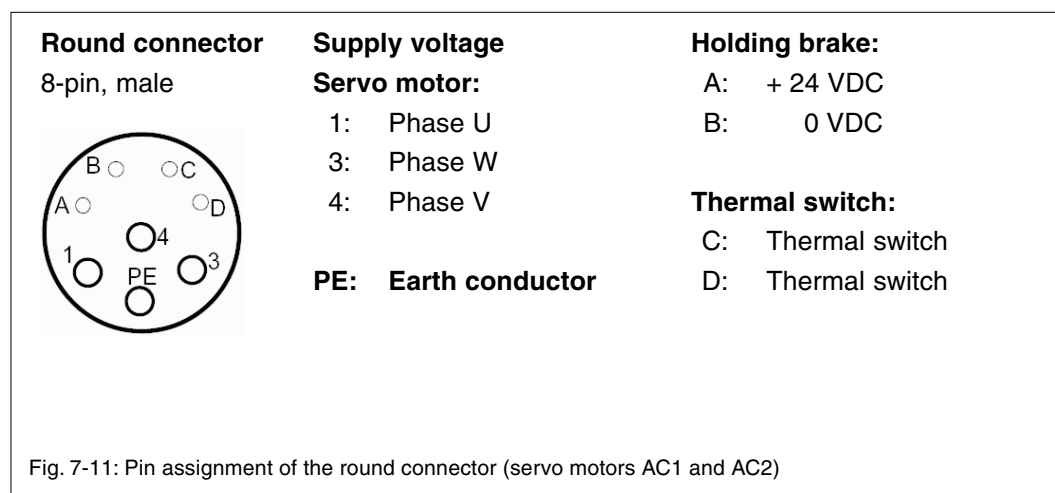 Round connector
8-pin, male
B C
A D
4
1 3
PE
Supply voltage
Servo motor:
1: Phase U
3: Phase W
4: Phase V
PE: Earth conductor
Holding brake:
A: + 24 VDC
B: 0 VDC
Thermal switch:
C: Thermal switch
D: Thermal switch
Fig. 7-11: Pin assignment of the round connector (servo motors AC1 and AC2)